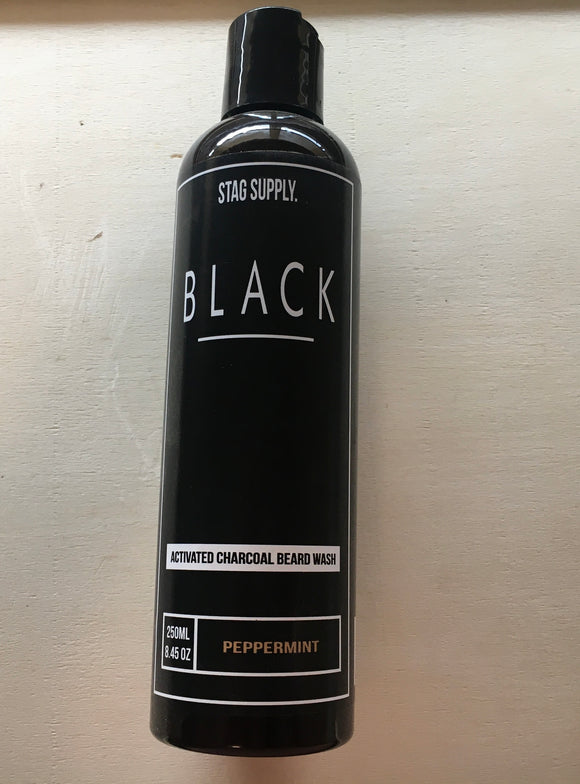 STAG SUPPLY.
BLACK
ACTIVATED CHARCOAL BEARD WASH
250ML
8.45 OZ
PEPPERMINT